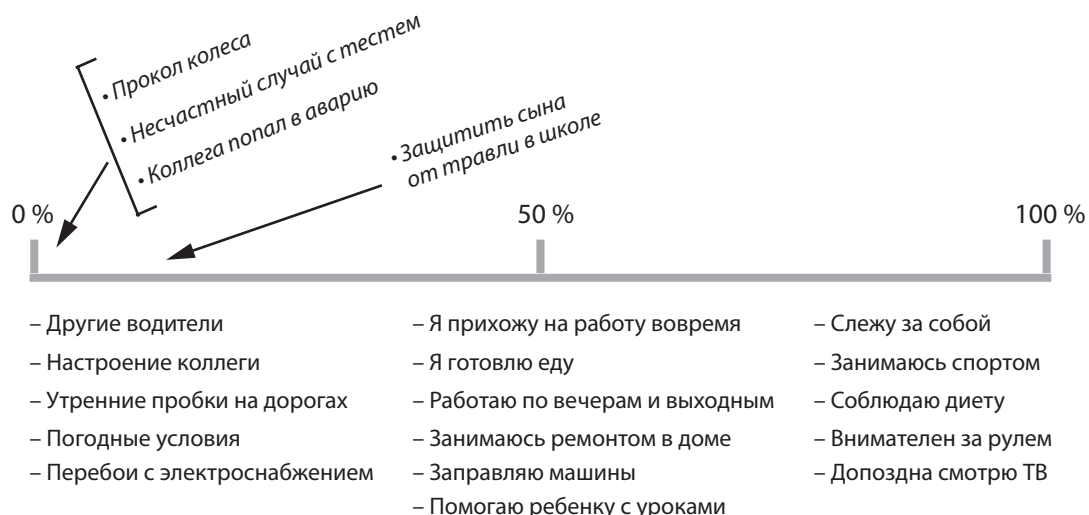 • Прокол колеса
• Несчастный случай с тестем
• Коллега попал в аварию
• Защитить сына
от травли в школе
0 %
50 %
100 %
– Другие водители
– Настроение коллеги
– Утренние пробки на дорогах
– Погодные условия
– Перебои с электроснабжением
– Я прихожу на работу вовремя
– Я готовлю еду
– Работаю по вечерам и выходным
– Занимаюсь ремонтом в доме
– Заправляю машины
– Помогаю ребенку с уроками
– Слежу за собой
– Занимаюсь спортом
– Соблюдаю диету
– Внимателен за рулем
– Допоздна смотрю ТВ